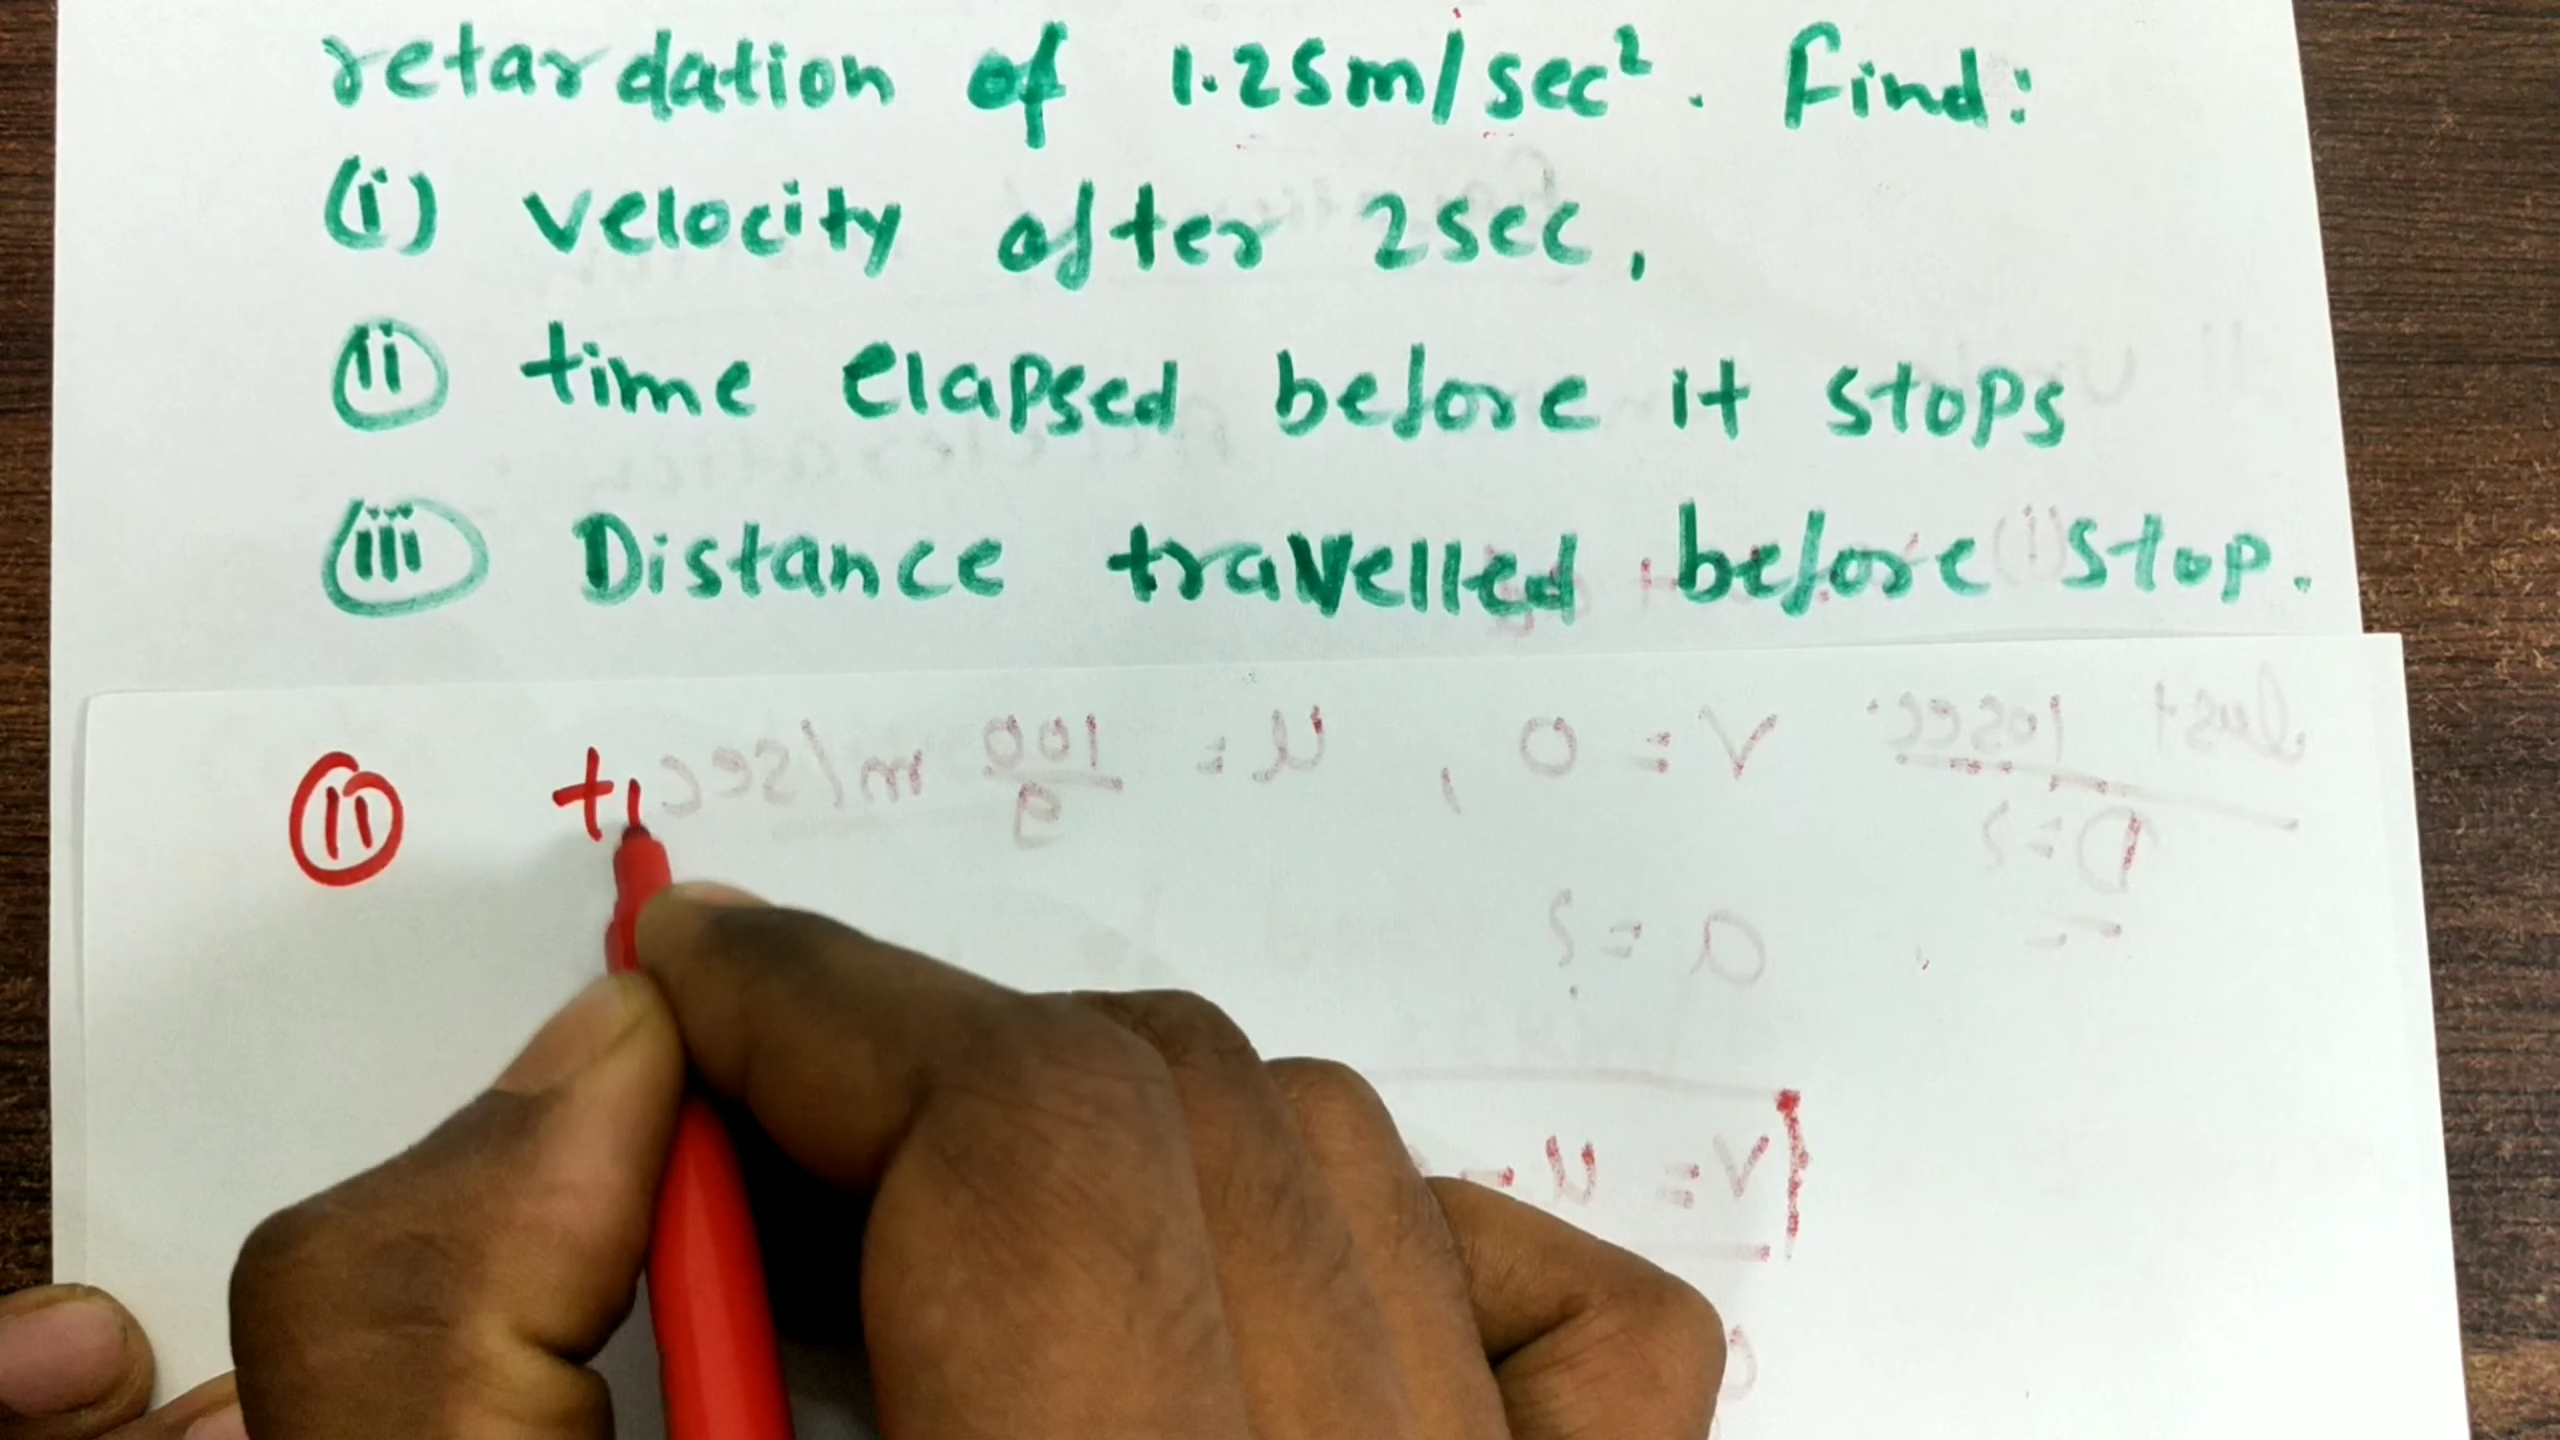 retardation of 1.25m/sec². Find:
(i) velocity after 2sec,
(ii) time elapsed before it stops
(iii) Distance travelled before stop.
(ii) ti